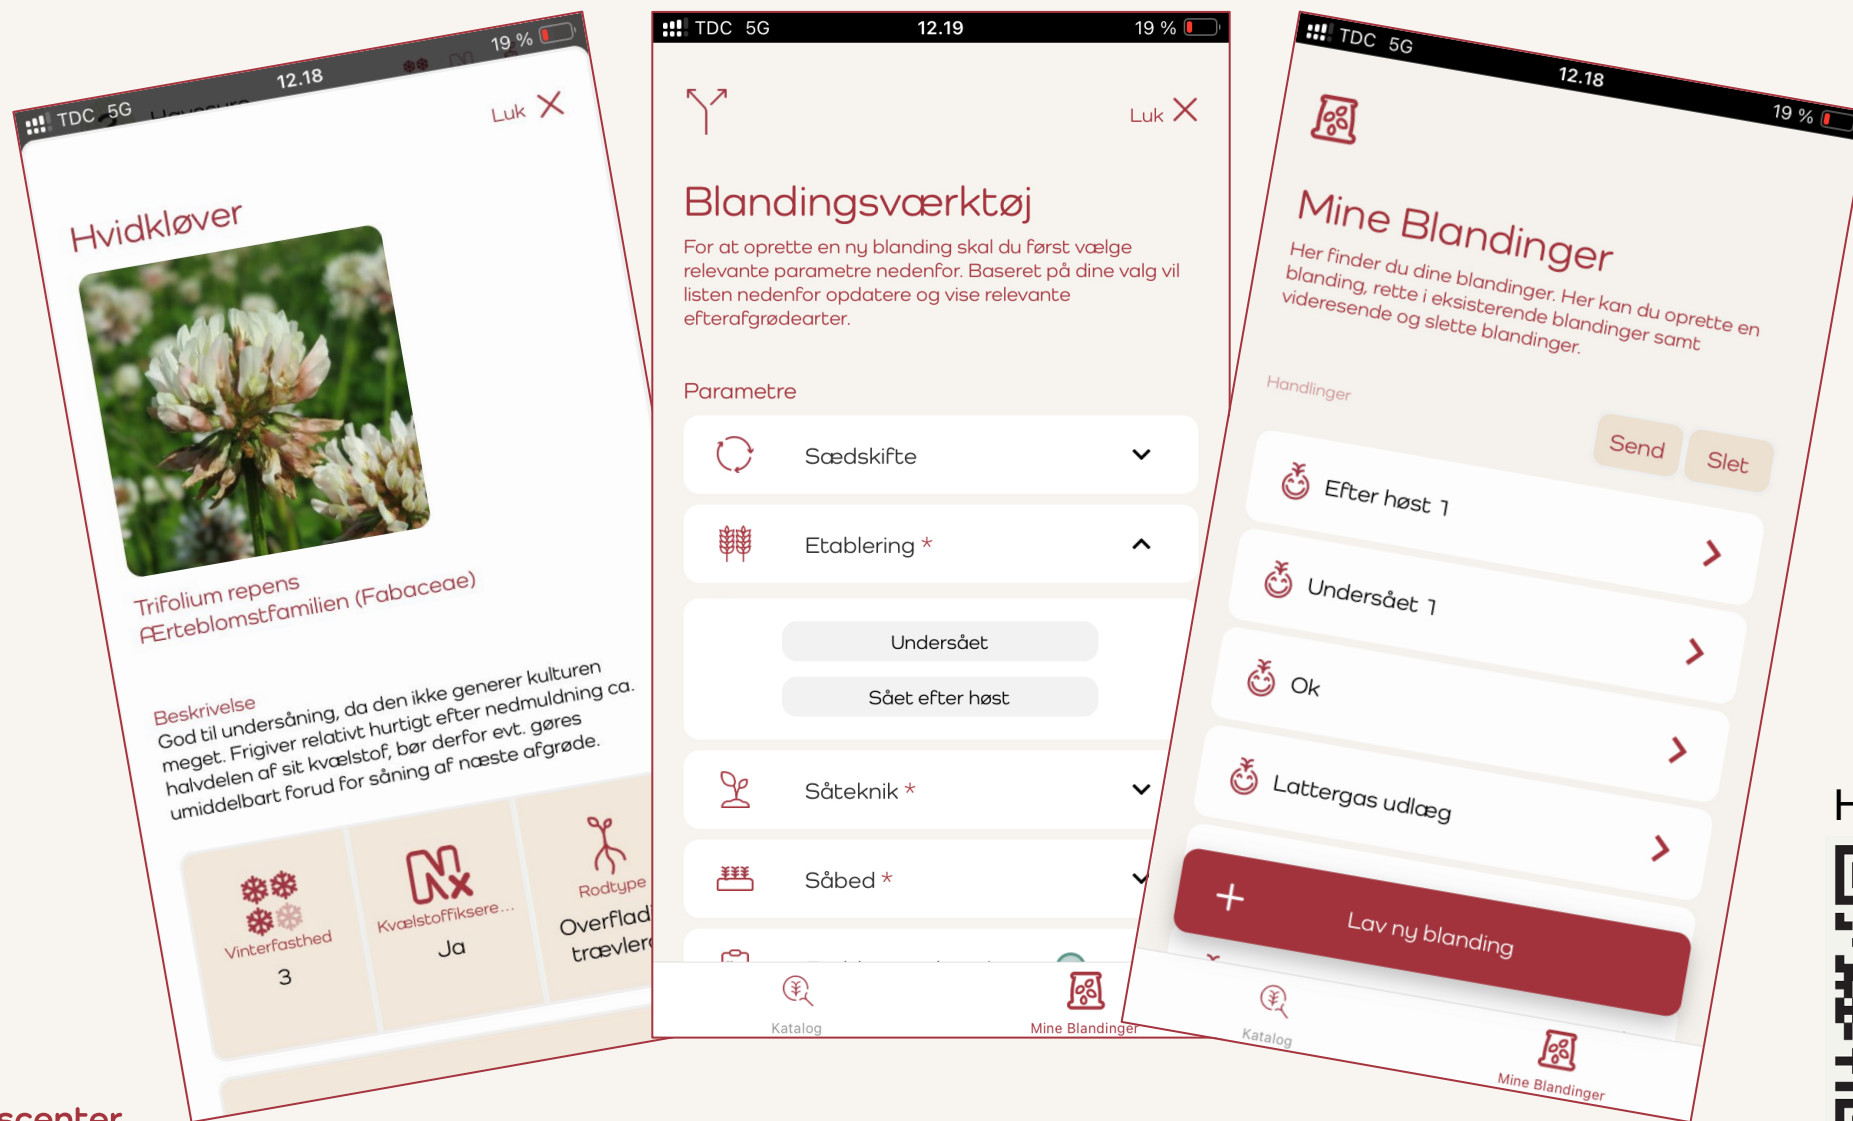 TDC 5G
12.18
19 %
Luk
Hvidkløver
Trifolium repens
Ærteblomstfamilien (Fabaceae)
Beskrivelse
God til undersåning, da den ikke generer kulturen
meget. Frigiver relativt hurtigt efter nedmuldning ca.
halvdelen af sit kvælstof, bør derfor evt. gøres
umiddelbart forud for såning af næste afgrøde.
Vinterfasthed
3
Kvælstoffiksere...
Ja
Rodtype
Overfladi
trævler
TDC 5G
12.19
19 %
Luk
Blandingsværktøj
For at oprette en ny blanding skal du først vælge
relevante parametre nedenfor. Baseret på dine valg vil
listen nedenfor opdatere og vise relevante
efterafgrødearter.
Parametre
Sædskifte
Etablering *
Undersået
Sået efter høst
Såteknik *
Såbed *
Katalog
Mine Blandinger
TDC 5G
12.18
19 %
Mine Blandinger
Her finder du dine blandinger. Her kan du oprette en
blanding, rette i eksisterende blandinger samt
videresende og slette blandinger.
Handlinger
Send
Slet
Efter høst 1
Undersået 1
Ok
Lattergas udlæg
+ Lav ny blanding
Katalog
Mine Blandinger
H
scenter